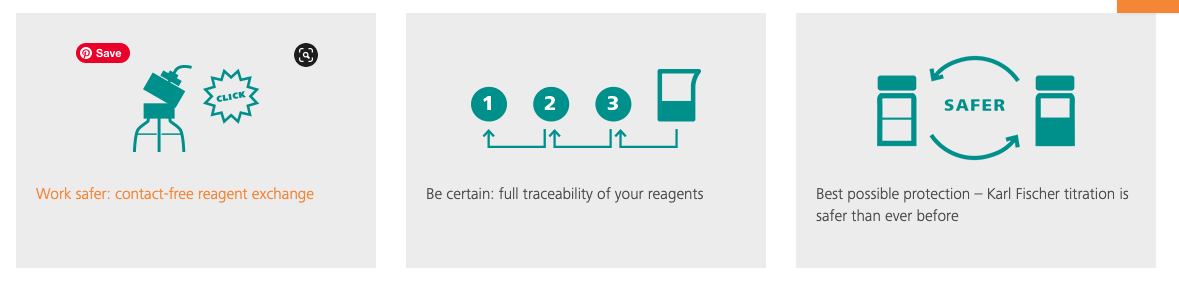 Save
CLICK
1 2 3
SAFER
Work safer: contact-free reagent exchange
Be certain: full traceability of your reagents
Best possible protection – Karl Fischer titration is
safer than ever before